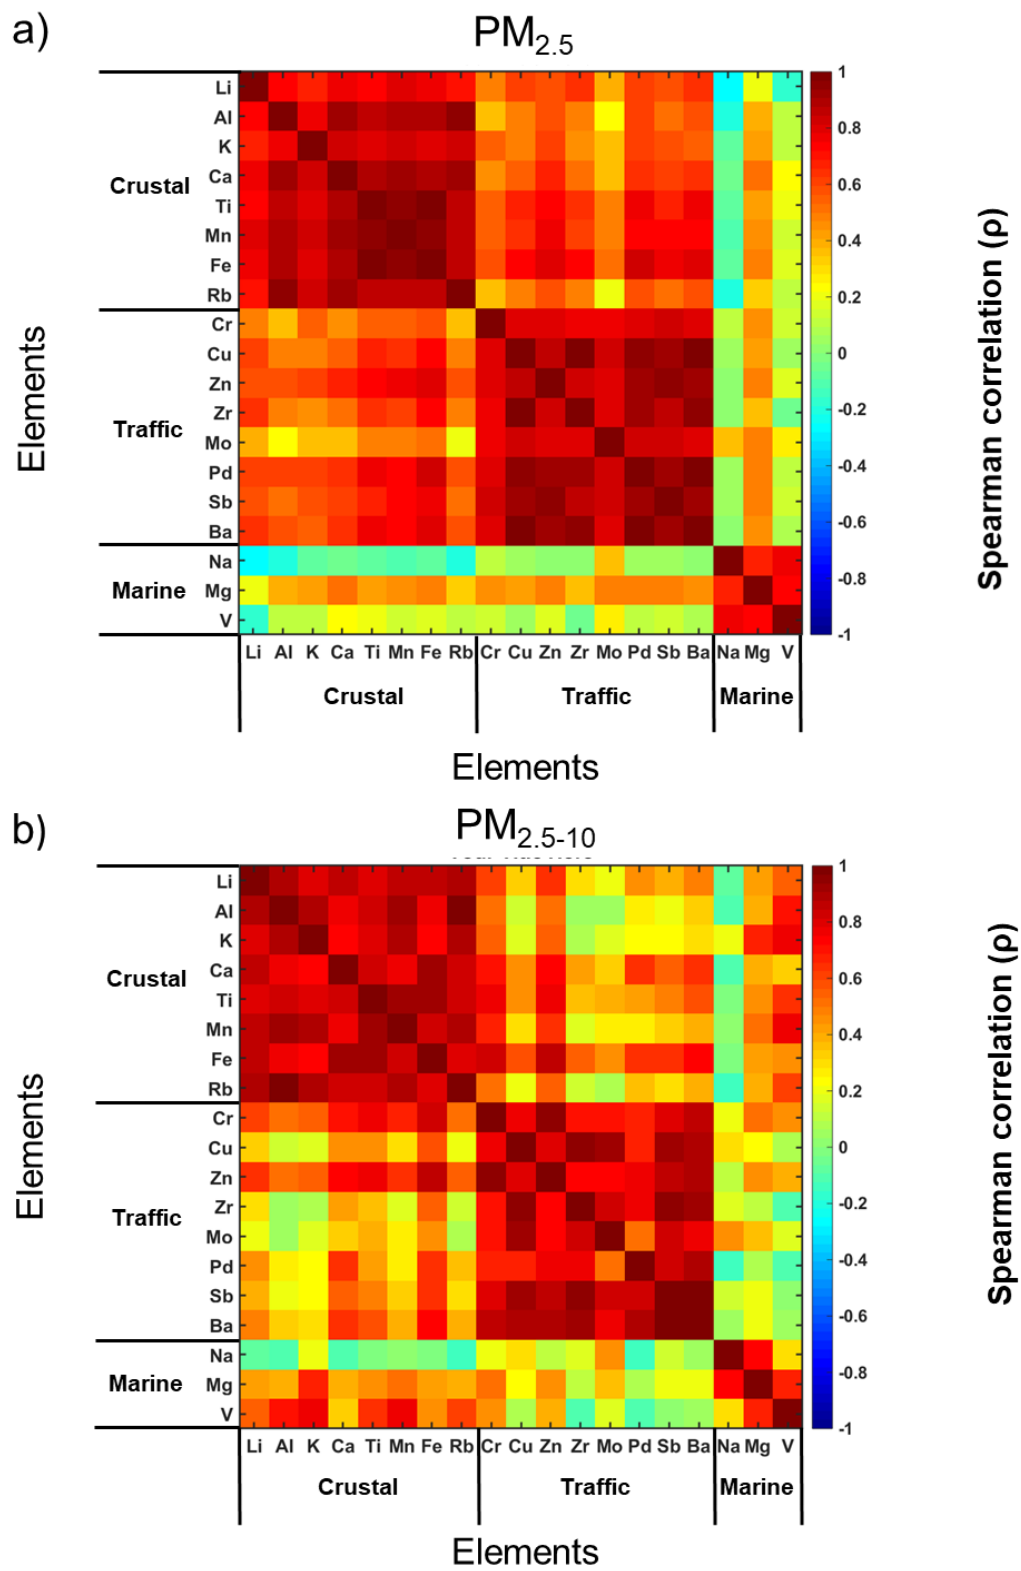 a)
PM2.5
Elements
Crustal
Traffic
Marine
Li
Al
K
Ca
Ti
Mn
Fe
Rb
Cr
Cu
Zn
Zr
Mo
Pd
Sb
Ba
Na
Mg
V
1
0.8
0.6
0.4
0.2
0
-0.2
-0.4
-0.6
-0.8
-1
Spearman correlation (ρ)
Li Al K Ca Ti Mn Fe Rb Cr Cu Zn Zr Mo Pd Sb Ba Na Mg V
Crustal Traffic Marine
Elements
b)
PM2.5-10
Elements
Crustal
Traffic
Marine
Li
Al
K
Ca
Ti
Mn
Fe
Rb
Cr
Cu
Zn
Zr
Mo
Pd
Sb
Ba
Na
Mg
V
1
0.8
0.6
0.4
0.2
0
-0.2
-0.4
-0.6
-0.8
-1
Spearman correlation (ρ)
Li Al K Ca Ti Mn Fe Rb Cr Cu Zn Zr Mo Pd Sb Ba Na Mg V
Crustal Traffic Marine
Elements